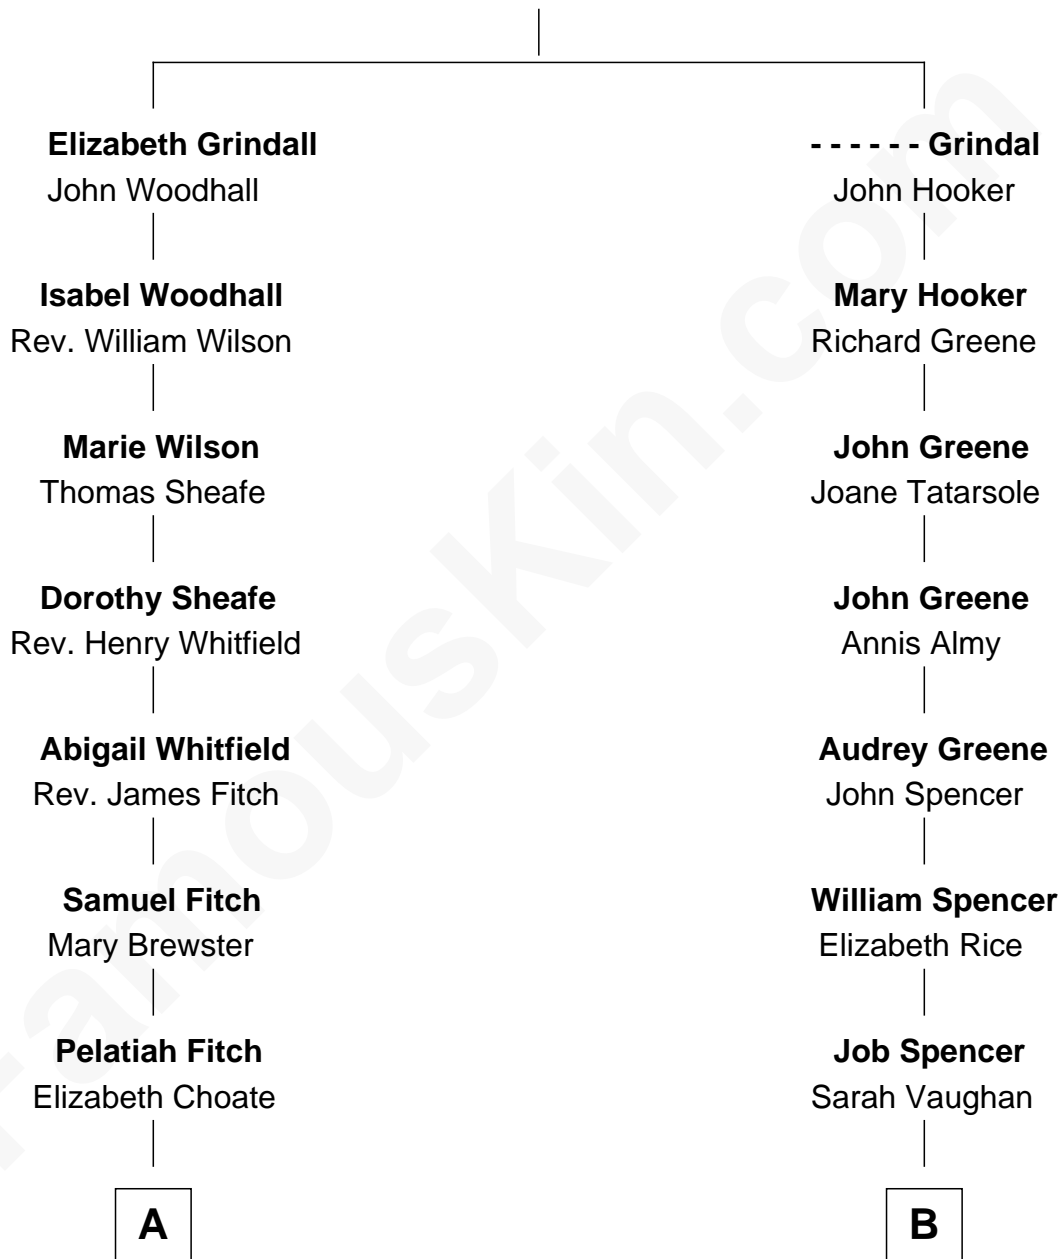 Elizabeth Grindall
John Woodhall
Isabel Woodhall
Rev. William Wilson
Marie Wilson
Thomas Sheafe
Dorothy Sheafe
Rev. Henry Whitfield
Abigail Whitfield
Rev. James Fitch
Samuel Fitch
Mary Brewster
Pelatiah Fitch
Elizabeth Choate
A
- - - - - - Grindal
John Hooker
Mary Hooker
Richard Greene
John Greene
Joane Tatarsole
John Greene
Annis Almy
Audrey Greene
John Spencer
William Spencer
Elizabeth Rice
Job Spencer
Sarah Vaughan
B
FamousKin.com